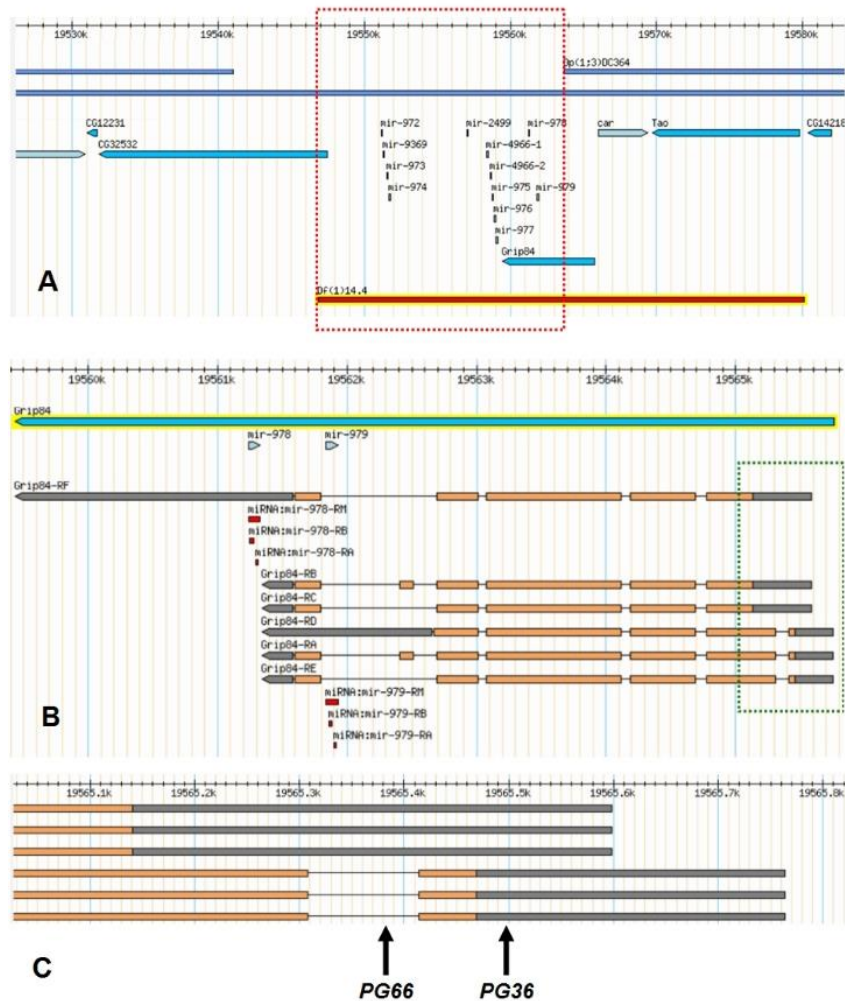 19530k 19540k 19550k 19560k 19570k 19580k
Dp(1;3)DC364
CG12231 mir-972 mir-2499 mir-978 car Tao CG14218
CG32532 mir-9369 mir-4966-1
mir-973 mir-4966-2
mir-974 mir-975 mir-979
mir-976
mir-977
Grip84
A
Df(1)14.4
19560k 19561k 19562k 19563k 19564k 19565k
Grip84
mir-978 mir-979
Grip84-RF
miRNA:mir-978-RM
miRNA:mir-978-RB
miRNA:mir-978-RA
Grip84-RB
Grip84-RC
Grip84-RD
Grip84-RA
Grip84-RE
miRNA:mir-979-RM
B
miRNA:mir-979-RB
miRNA:mir-979-RA
19565.1k 19565.2k 19565.3k 19565.4k 19565.5k 19565.6k 19565.7k 19565.8k
C
PG66 PG36